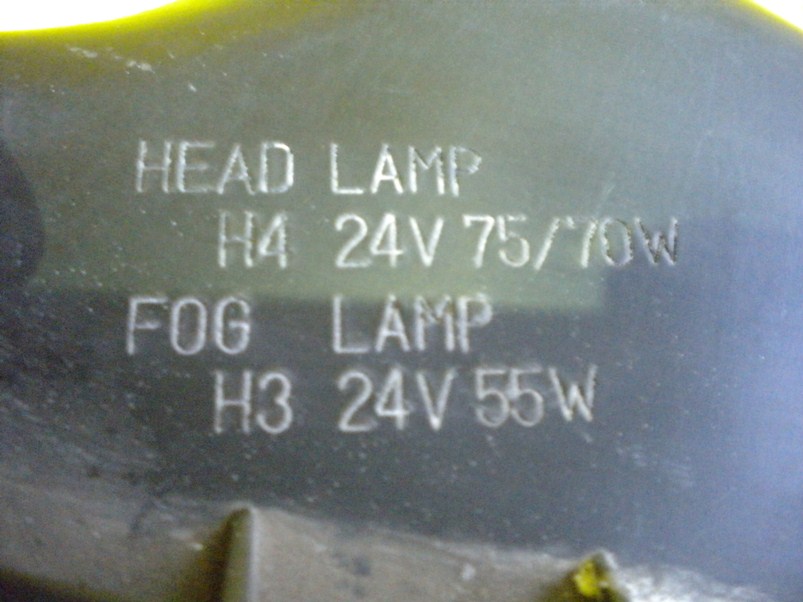 HEAD LAMP
H4 24V 75/70W
FOG LAMP
H3 24V 55W